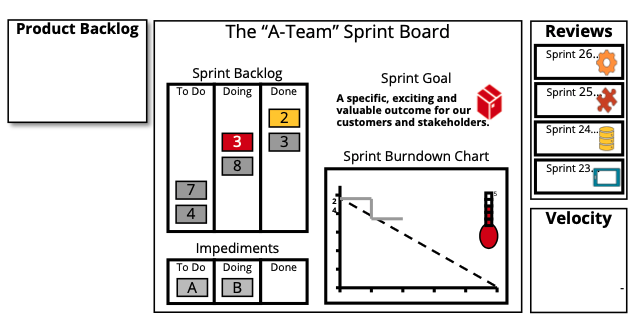 Product Backlog
The “A-Team” Sprint Board
Sprint Backlog
To Do
Doing
Done
2
3
3
8
7
4
Impediments
To Do
Doing
Done
A
B
Sprint Goal
A specific, exciting and
valuable outcome for our
customers and stakeholders.
Sprint Burndown Chart
2
4
5
Reviews
Sprint 26...
Sprint 25...
Sprint 24...
Sprint 23...
Velocity
-